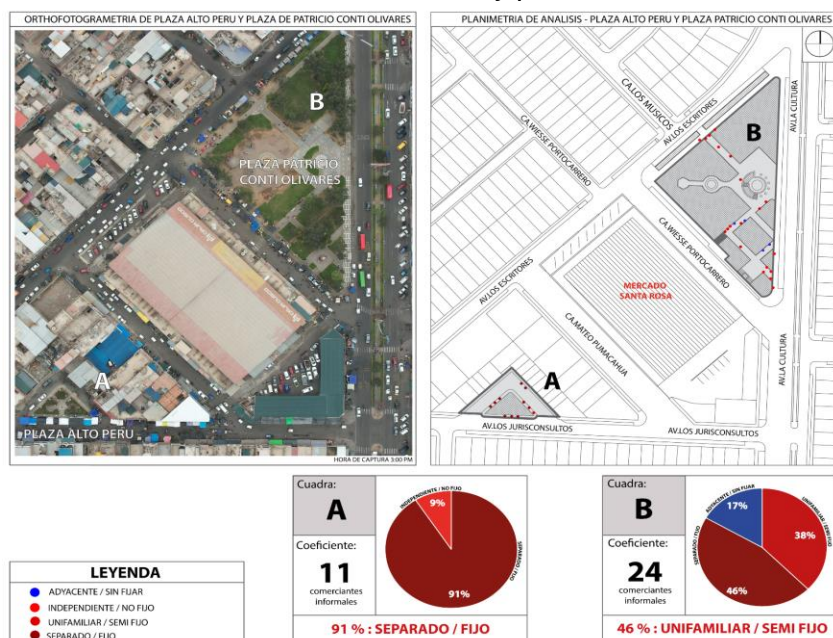 ORTHOFOTOGRAMETRIA DE PLAZA ALTO PERU Y PLAZA DE PATRICIO CONTI OLIVARES
B
PLAZA PATRICIO
CONTI OLIVARES
A
PLAZA ALTO PERU
HORA DE CAPTURA 3:00 PM
PLANIMETRIA DE ANALISIS - PLAZA ALTO PERU Y PLAZA PATRICIO CONTI OLIVARES
CA.LOS MUSICOS
AV.LOS ESCRITORES
AV.LA CULTURA
B
CA.WIESSE PORTOCARRERO
CA.WIESSE PORTOCARRERO
AV.LOS ESCRITORES
MERCADO
SANTA ROSA
CA.MATEO PUMACAHUA
A
AV.LA CULTURA
AV.LOS JURISCONSULTOS
AV.LOS JURISCONSULTOS
LEYENDA
ADYACENTE / SIN FIJAR
INDEPENDIENTE / NO FIJO
UNIFAMILIAR / SEMI FIJO
SEPARADO / FIJO
Cuadra:
A
Coeficiente:
11
comerciantes
informales
INDEPENDIENTE / NO FIJO
9%
SEPARADO / FIJO
91%
91 % : SEPARADO / FIJO
Cuadra:
B
Coeficiente:
24
comerciantes
informales
ADYACENTE / SIN FIJAR
17%
UNIFAMILIAR / SEMI FIJO
38%
SEPARADO / FIJO
46%
46 % : UNIFAMILIAR / SEMI FIJO